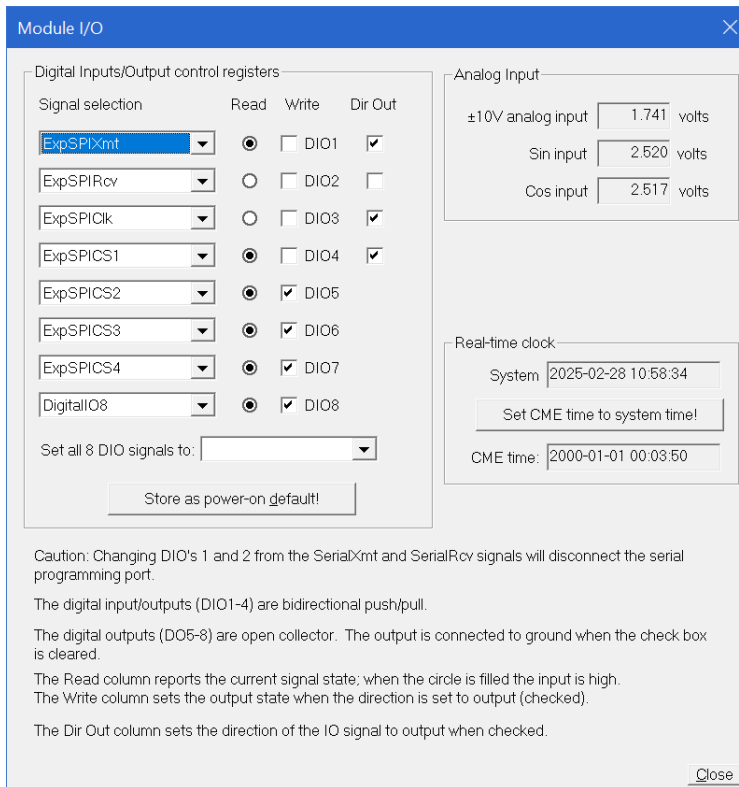 Module I/O
Digital Inputs/Output control registers
Signal selection Read Write Dir Out
ExpSPIXmt DIO1
ExpSPIRcv DIO2
ExpSPIClk DIO3
ExpSPICS1 DIO4
ExpSPICS2 DIO5
ExpSPICS3 DIO6
ExpSPICS4 DIO7
DigitalIO8 DIO8
Set all 8 DIO signals to:
Store as power-on default!
Analog Input
±10V analog input 1.741 volts
Sin input 2.520 volts
Cos input 2.517 volts
Real-time clock
System 2025-02-28 10:58:34
Set CME time to system time!
CME time: 2000-01-01 00:03:50
Caution: Changing DIO's 1 and 2 from the SerialXmt and SerialRcv signals will disconnect the serial
programming port.
The digital input/outputs (DIO1-4) are bidirectional push/pull.
The digital outputs (DO5-8) are open collector. The output is connected to ground when the check box
is cleared.
The Read column reports the current signal state; when the circle is filled the input is high.
The Write column sets the output state when the direction is set to output (checked).
The Dir Out column sets the direction of the IO signal to output when checked.
Close